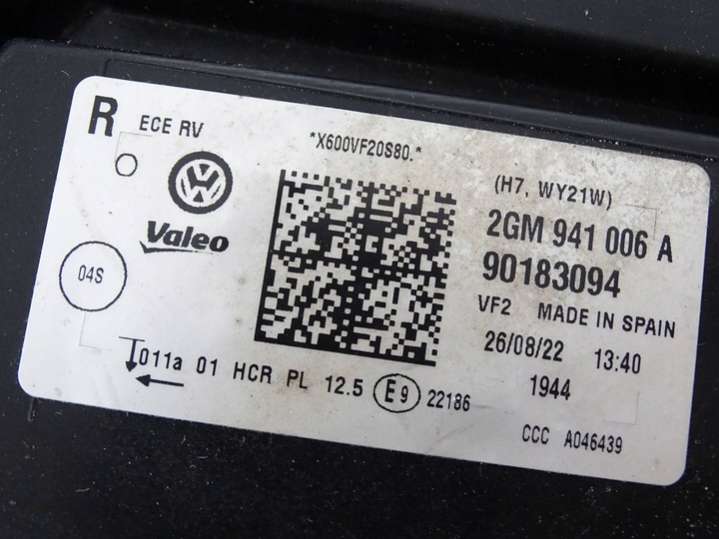 R ECE RV
*X600VF20S80.*
(H7, WY21W)
2GM 941 006 A
90183094
VW
Valeo
04S
VF2 MADE IN SPAIN
26/08/22 13:40
1944
011a 01 HCR PL 12.5 E9 22186
CCC A046439